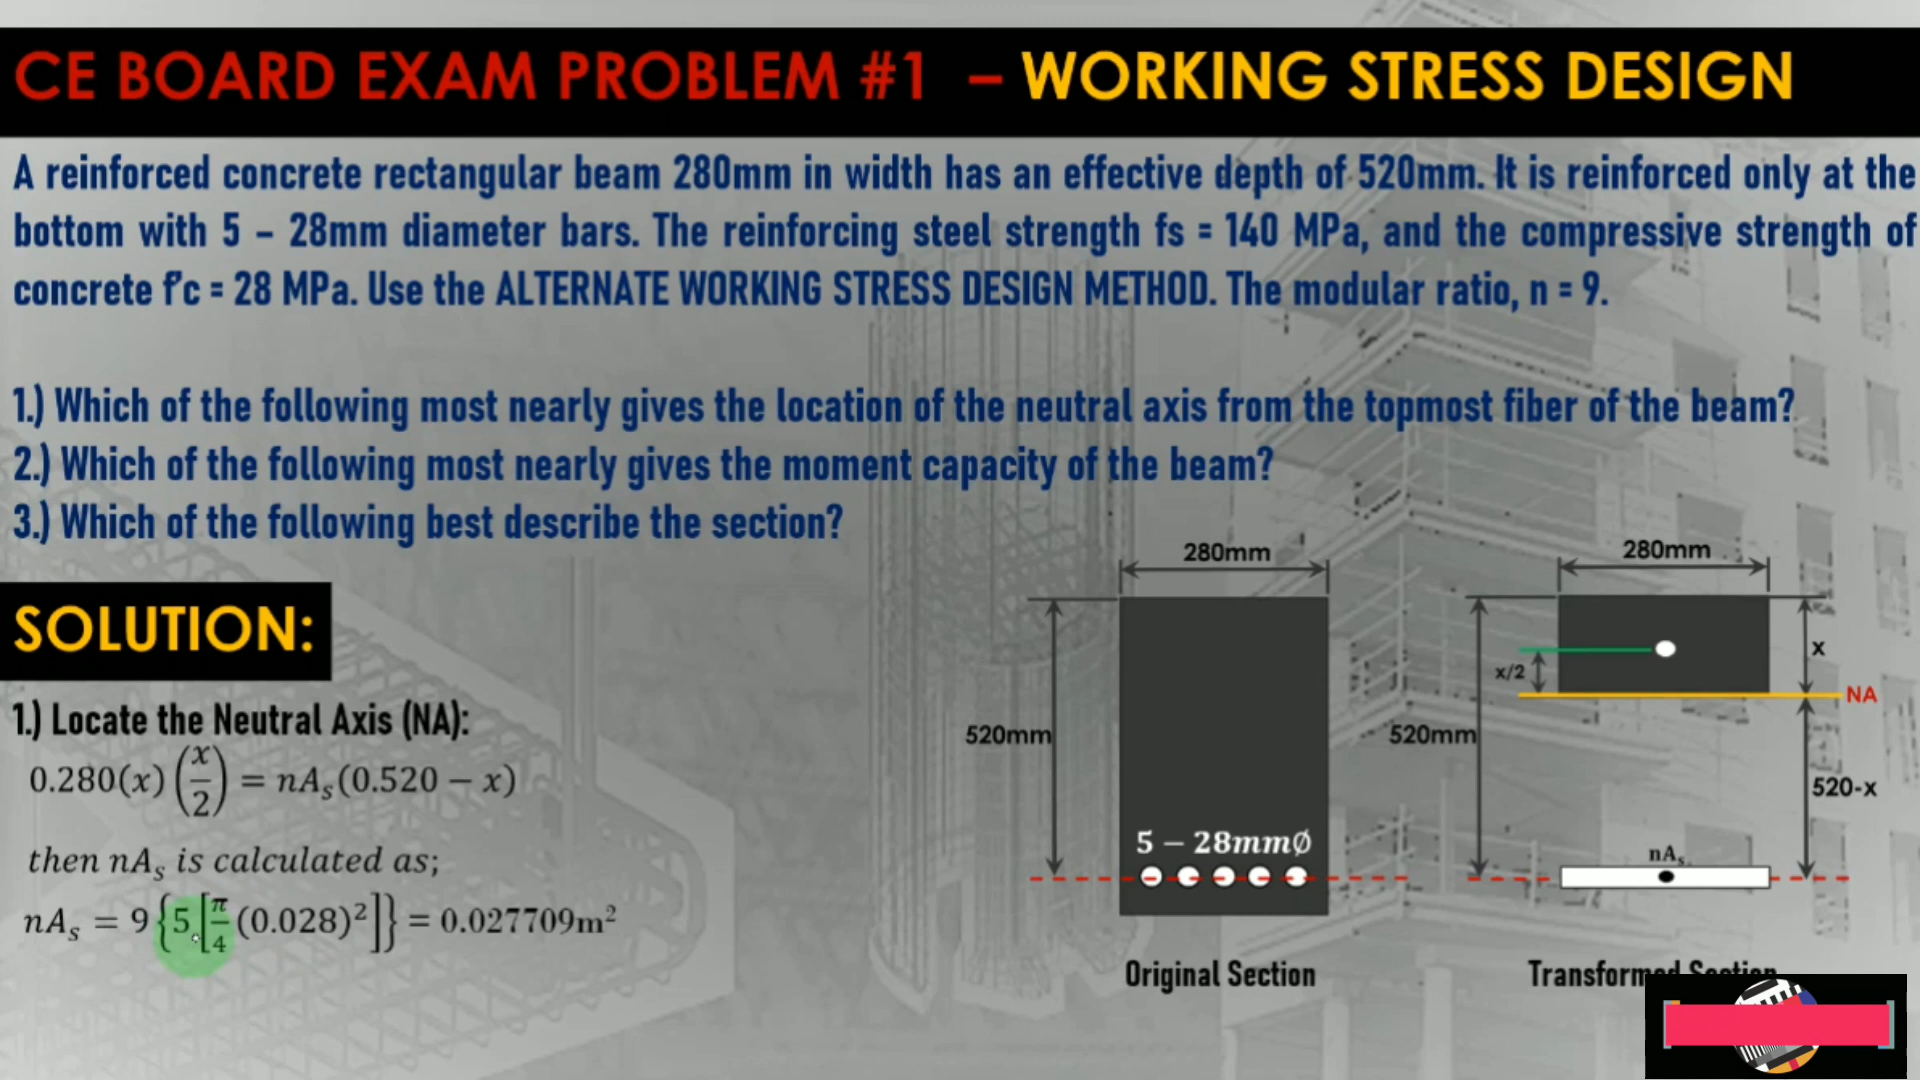 CE BOARD EXAM PROBLEM #1 – WORKING STRESS DESIGN
A reinforced concrete rectangular beam 280mm in width has an effective depth of 520mm. It is reinforced only at the
bottom with 5 – 28mm diameter bars. The reinforcing steel strength fs = 140 MPa, and the compressive strength of
concrete f'c = 28 MPa. Use the ALTERNATE WORKING STRESS DESIGN METHOD. The modular ratio, n = 9.
1.) Which of the following most nearly gives the location of the neutral axis from the topmost fiber of the beam?
2.) Which of the following most nearly gives the moment capacity of the beam?
3.) Which of the following best describe the section?
SOLUTION:
1.) Locate the Neutral Axis (NA):
0.280(x)(x/2) = nAₛ(0.520 – x)
then nAₛ is calculated as;
nAₛ = 9{5[π/4(0.028)²]} = 0.027709m²
280mm
520mm
5 – 28mmØ
Original Section
280mm
x
x/2
NA
520mm
520-x
nAₛ
Transformed Section